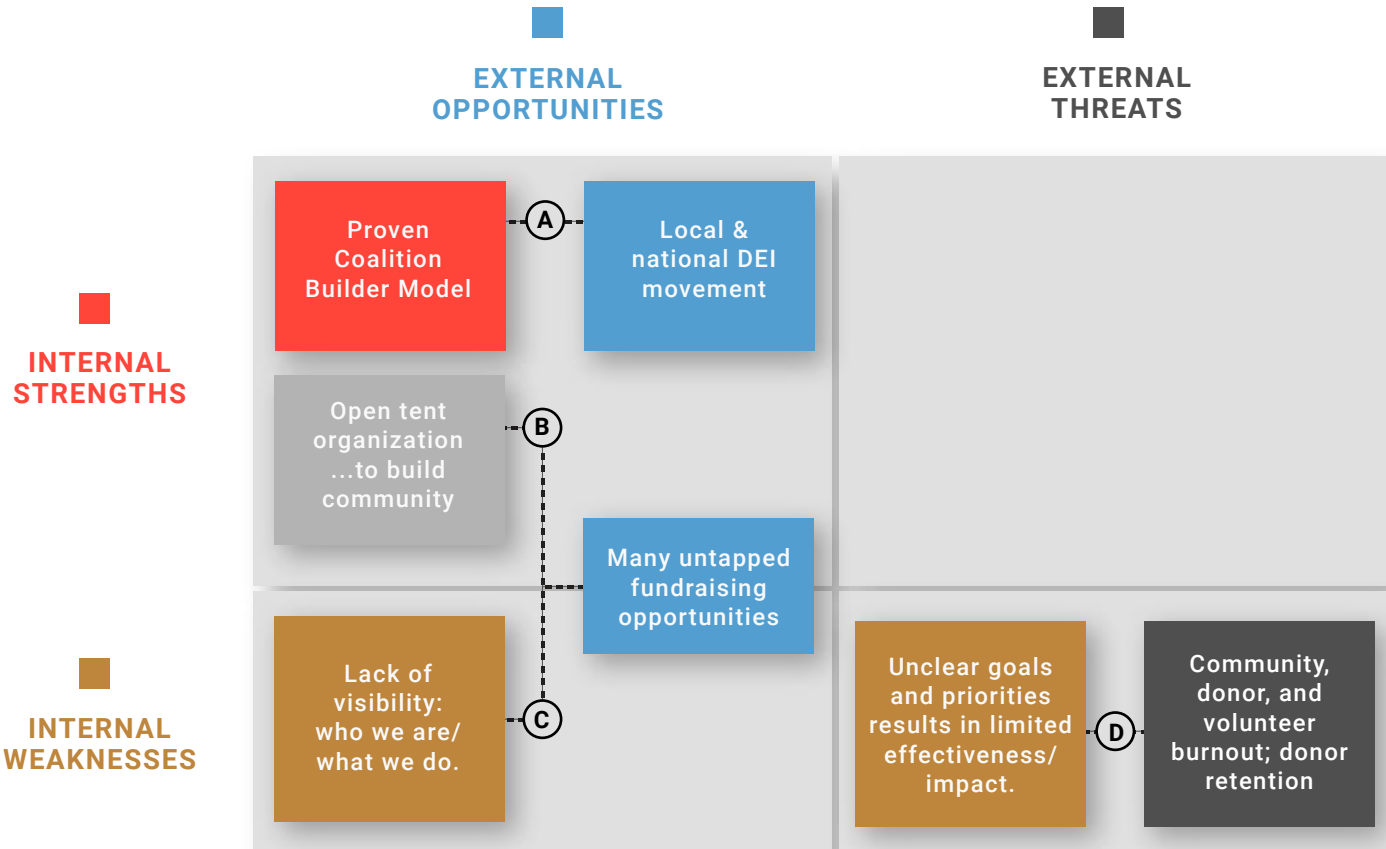 EXTERNAL
OPPORTUNITIES
EXTERNAL
THREATS
INTERNAL
STRENGTHS
Proven
Coalition
Builder Model
A
Local &
national DEI
movement
Open tent
organization
...to build
community
B
Many untapped
fundraising
opportunities
INTERNAL
WEAKNESSES
Lack of
visibility:
who we are/
what we do.
C
Unclear goals
and priorities
results in limited
effectiveness/
impact.
D
Community,
donor, and
volunteer
burnout; donor
retention